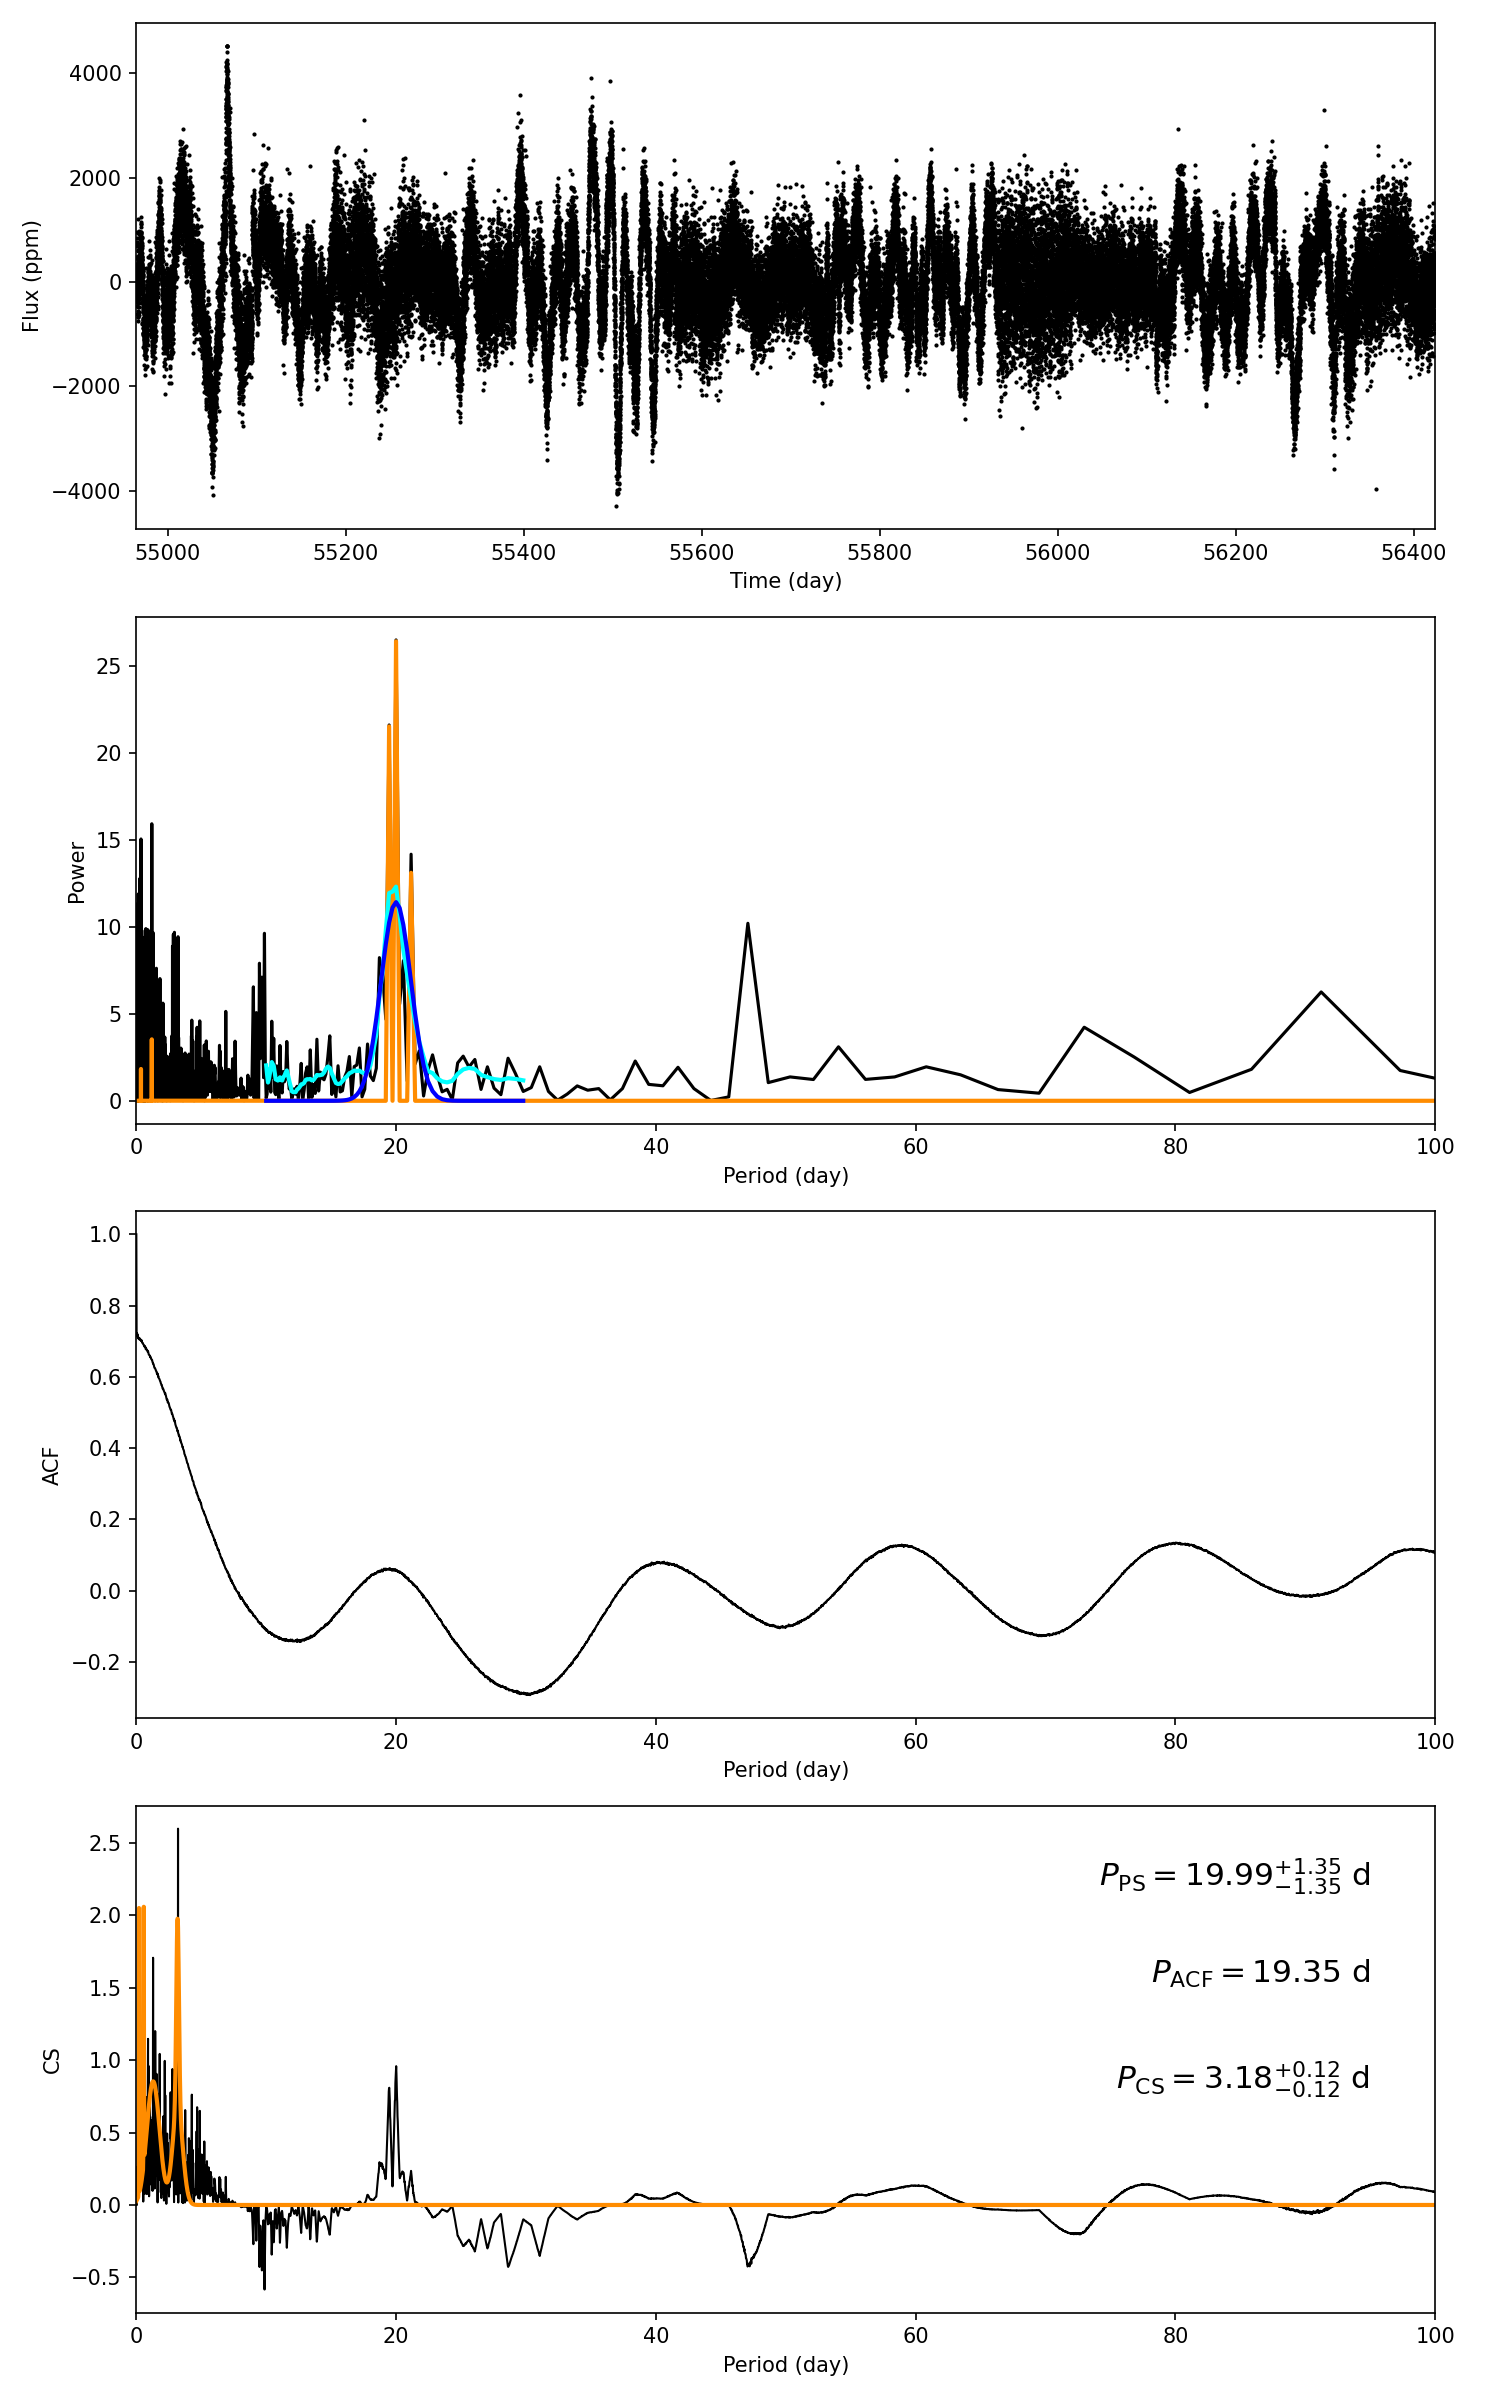 4000
2000
0
−2000
−4000
Flux (ppm)
55000 55200 55400 55600 55800 56000 56200 56400
Time (day)
25
20
15
10
5
0
Power
0 20 40 60 80 100
Period (day)
1.0
0.8
0.6
0.4
0.2
0.0
−0.2
ACF
0 20 40 60 80 100
Period (day)
2.5
2.0
1.5
1.0
0.5
0.0
−0.5
CS
P_PS = 19.99 +1.35 −1.35 d
P_ACF = 19.35 d
P_CS = 3.18 +0.12 −0.12 d
0 20 40 60 80 100
Period (day)